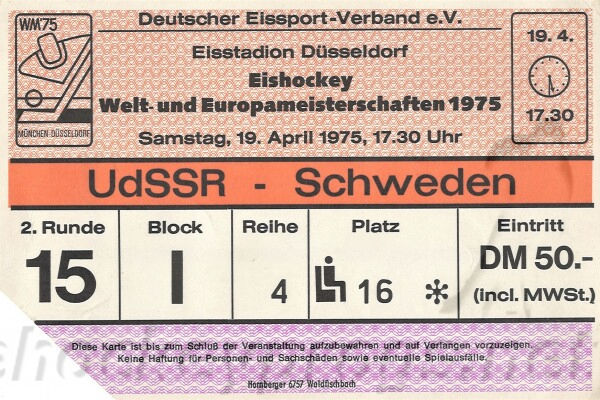 WM75
MÜNCHEN·DÜSSELDORF
Deutscher Eissport-Verband e.V.
Eisstadion Düsseldorf
Eishockey
Welt- und Europameisterschaften 1975
Samstag, 19. April 1975, 17.30 Uhr
19. 4.
17.30
UdSSR - Schweden
2. Runde
15
Block
I
Reihe
4
Platz
16 *
Eintritt
DM 50.-
(incl. MWSt.)
Diese Karte ist bis zum Schluß der Veranstaltung aufzubewahren und auf Verlangen vorzuzeigen.
Keine Haftung für Personen- und Sachschäden sowie eventuelle Spielausfälle.
Hornberger 6/57 Waldfischbach